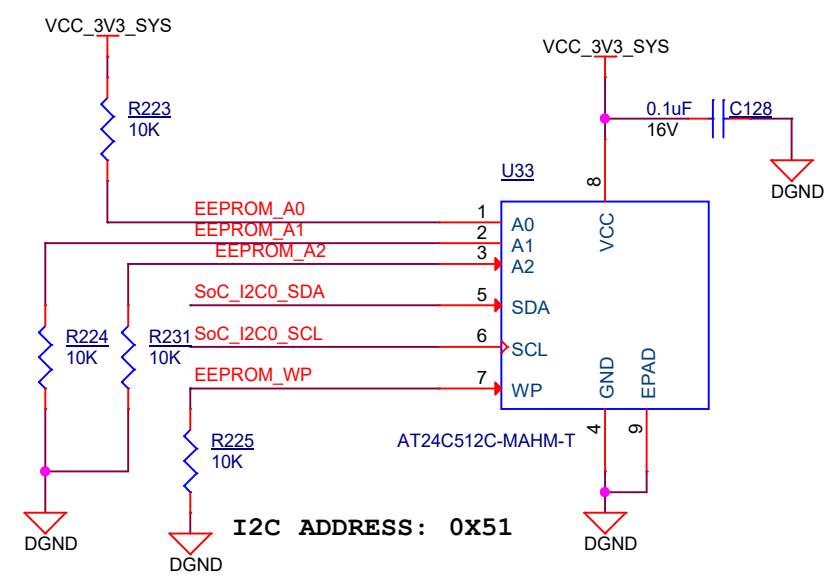 VCC_3V3_SYS
VCC_3V3_SYS
R223
10K
0.1uF
16V
C128
DGND
U33
8
VCC
EEPROM_A0
1
A0
EEPROM_A1
2
A1
EEPROM_A2
3
A2
SoC_I2C0_SDA
5
SDA
SoC_I2C0_SCL
6
SCL
EEPROM_WP
7
WP
R224
10K
R231
10K
GND
EPAD
4
9
AT24C512C-MAHM-T
R225
10K
I2C ADDRESS: 0X51
DGND
DGND
DGND